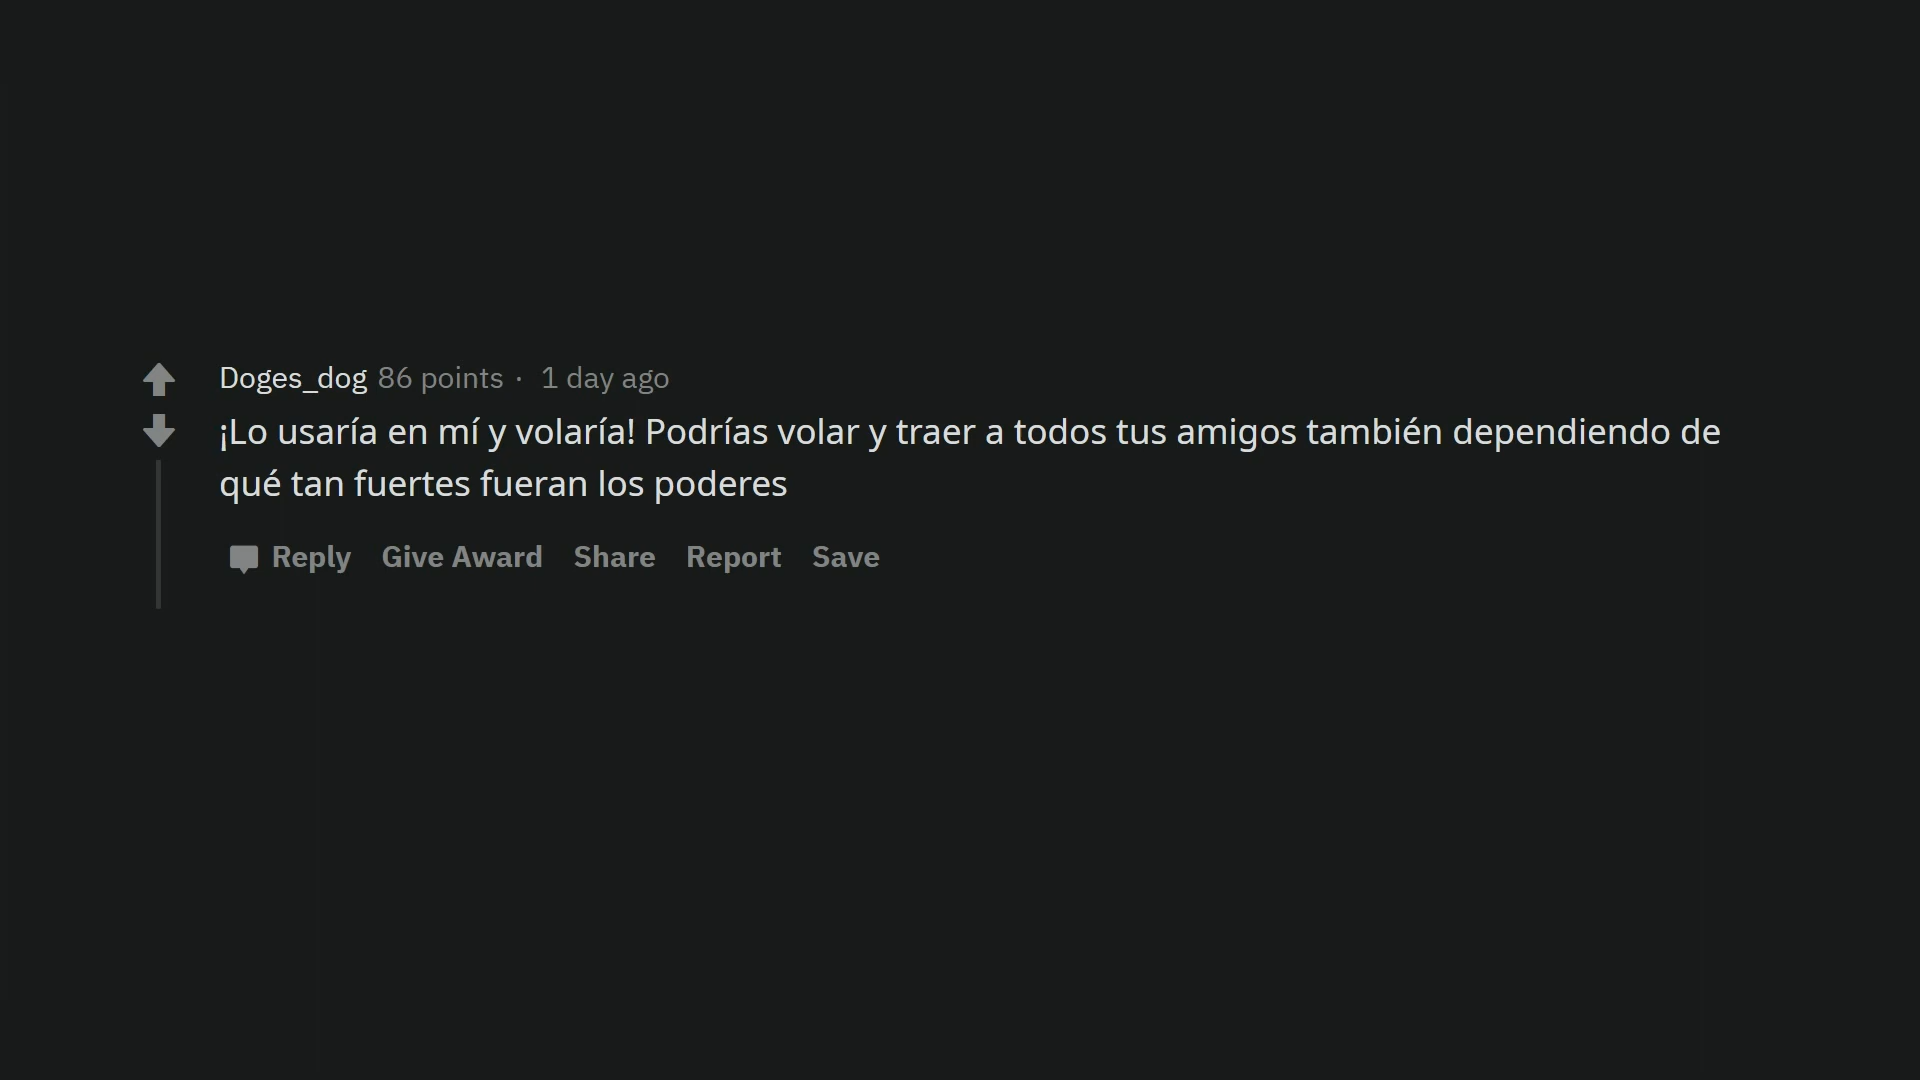 Doges_dog 86 points · 1 day ago
¡Lo usaría en mí y volaría! Podrías volar y traer a todos tus amigos también dependiendo de
qué tan fuertes fueran los poderes
Reply Give Award Share Report Save